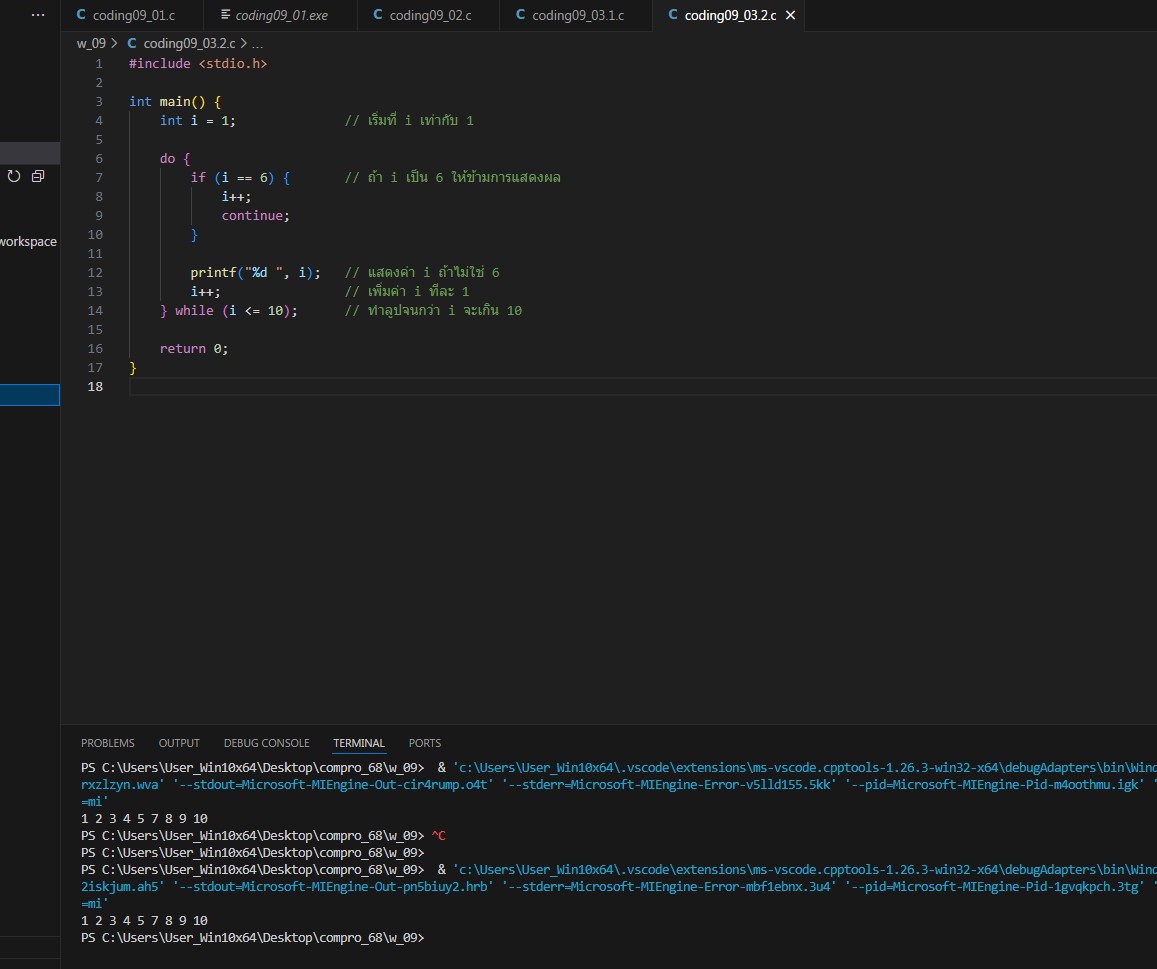 coding09_01.c coding09_01.exe coding09_02.c coding09_03.1.c coding09_03.2.c
w_09 > coding09_03.2.c > ...
1 #include <stdio.h>
2
3 int main() {
4 int i = 1; // เริ่มที่ i เท่ากับ 1
5
6 do {
7 if (i == 6) { // ถ้า i เป็น 6 ให้ข้ามการแสดงผล
8 i++;
9 continue;
10 }
11
12 printf("%d ", i); // แสดงค่า i ถ้าไม่ใช่ 6
13 i++; // เพิ่มค่า i ทีละ 1
14 } while (i <= 10); // ทำลูปจนกว่า i จะเกิน 10
15
16 return 0;
17 }
18
workspace
PROBLEMS OUTPUT DEBUG CONSOLE TERMINAL PORTS
PS C:\Users\User_Win10x64\Desktop\compro_68\w_09> & 'c:\Users\User_Win10x64\.vscode\extensions\ms-vscode.cpptools-1.26.3-win32-x64\debugAdapters\bin\Wind
rxzlzyn.wva' '--stdout=Microsoft-MIEngine-Out-cir4rump.o4t' '--stderr=Microsoft-MIEngine-Error-v5lld155.5kk' '--pid=Microsoft-MIEngine-Pid-m4oothmu.igk' '
=mi'
1 2 3 4 5 7 8 9 10
PS C:\Users\User_Win10x64\Desktop\compro_68\w_09> ^C
PS C:\Users\User_Win10x64\Desktop\compro_68\w_09>
PS C:\Users\User_Win10x64\Desktop\compro_68\w_09> & 'c:\Users\User_Win10x64\.vscode\extensions\ms-vscode.cpptools-1.26.3-win32-x64\debugAdapters\bin\Wind
2iskjum.ah5' '--stdout=Microsoft-MIEngine-Out-pn5biuy2.hrb' '--stderr=Microsoft-MIEngine-Error-mbf1ebnx.3u4' '--pid=Microsoft-MIEngine-Pid-1gvqkpch.3tg' '
=mi'
1 2 3 4 5 7 8 9 10
PS C:\Users\User_Win10x64\Desktop\compro_68\w_09>